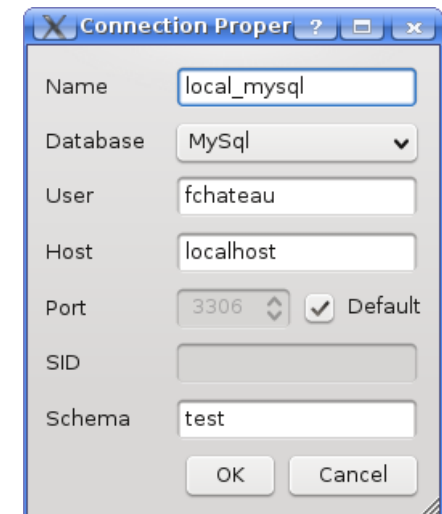 Connection Proper
Name local_mysql
Database MySql
User fchateau
Host localhost
Port 3306 Default
SID
Schema test
OK Cancel